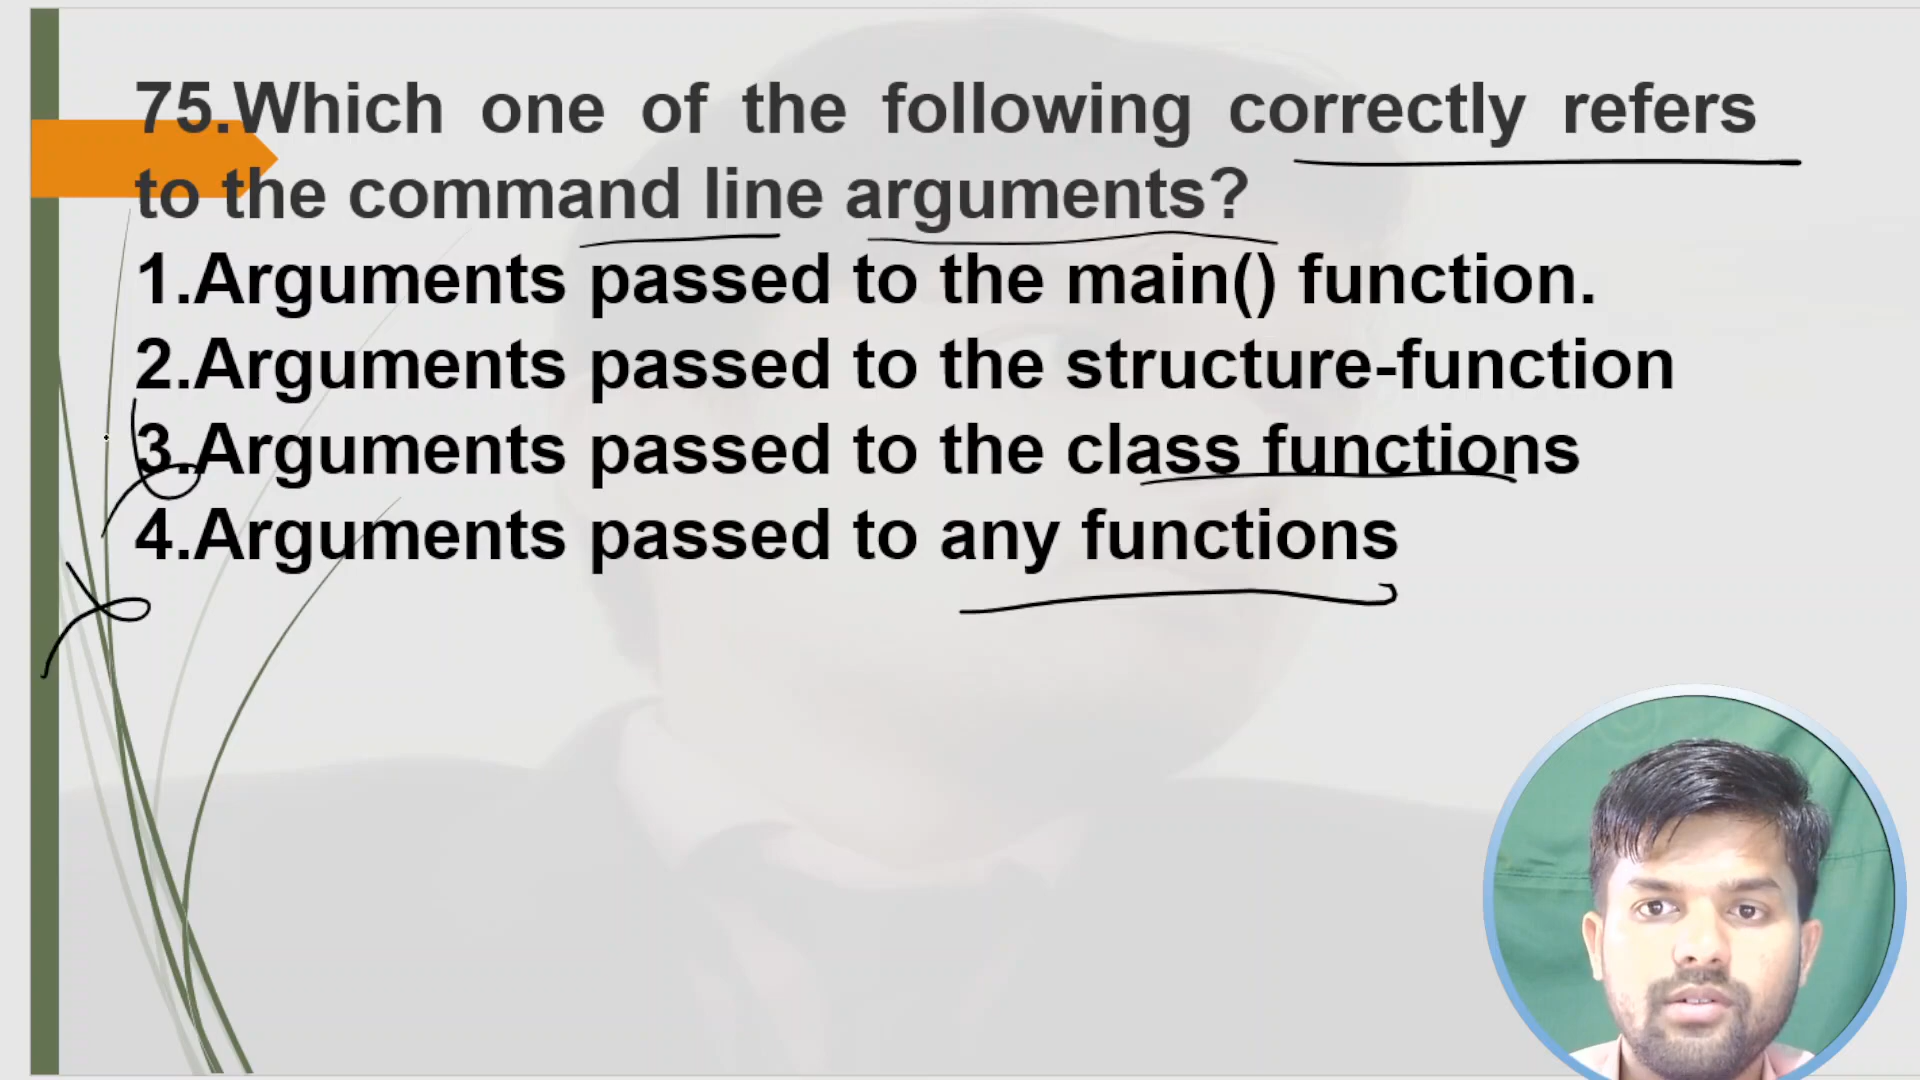 75.Which one of the following correctly refers
to the command line arguments?
1.Arguments passed to the main() function.
2.Arguments passed to the structure-function
3.Arguments passed to the class functions
4.Arguments passed to any functions